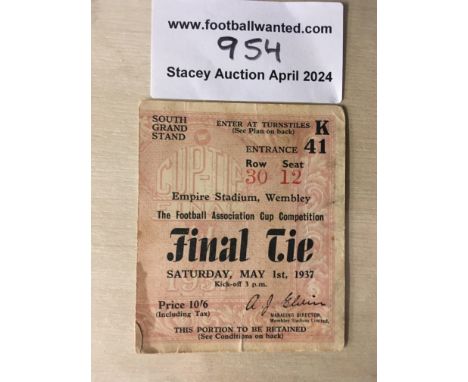 www.footballwanted.com
954
Stacey Auction April 2024
SOUTH GRAND STAND
ENTER AT TURNSTILES K
(See Plan on back)
ENTRANCE 41
Row Seat
30 12
CUP-TIE
Empire Stadium, Wembley
The Football Association Cup Competition
Final Tie
SATURDAY, MAY 1st, 1937
Kick-off 3 p.m.
Price 10/6
(Including Tax)
A J Elvin
MANAGING DIRECTOR,
Wembley Stadium Limited.
THIS PORTION TO BE RETAINED
(See Conditions on back)